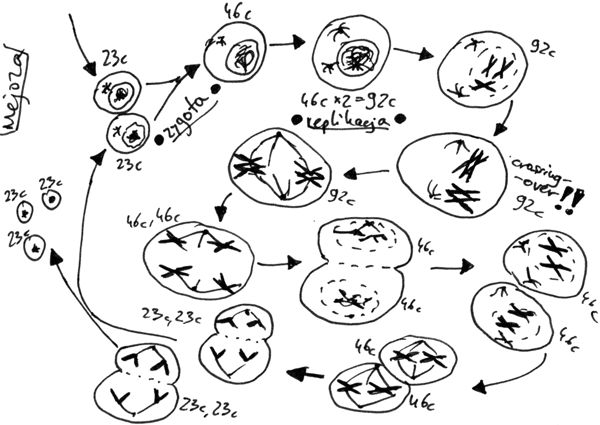 Mejoza
23c
46c
23c
zygota
46c × 2 = 92c
replikacja
92c
crossing-
-over!!
92c
92c
46c, 46c
46c
46c
46c
46c
46c
46c
23c, 23c
23c, 23c
23c
23c
23c